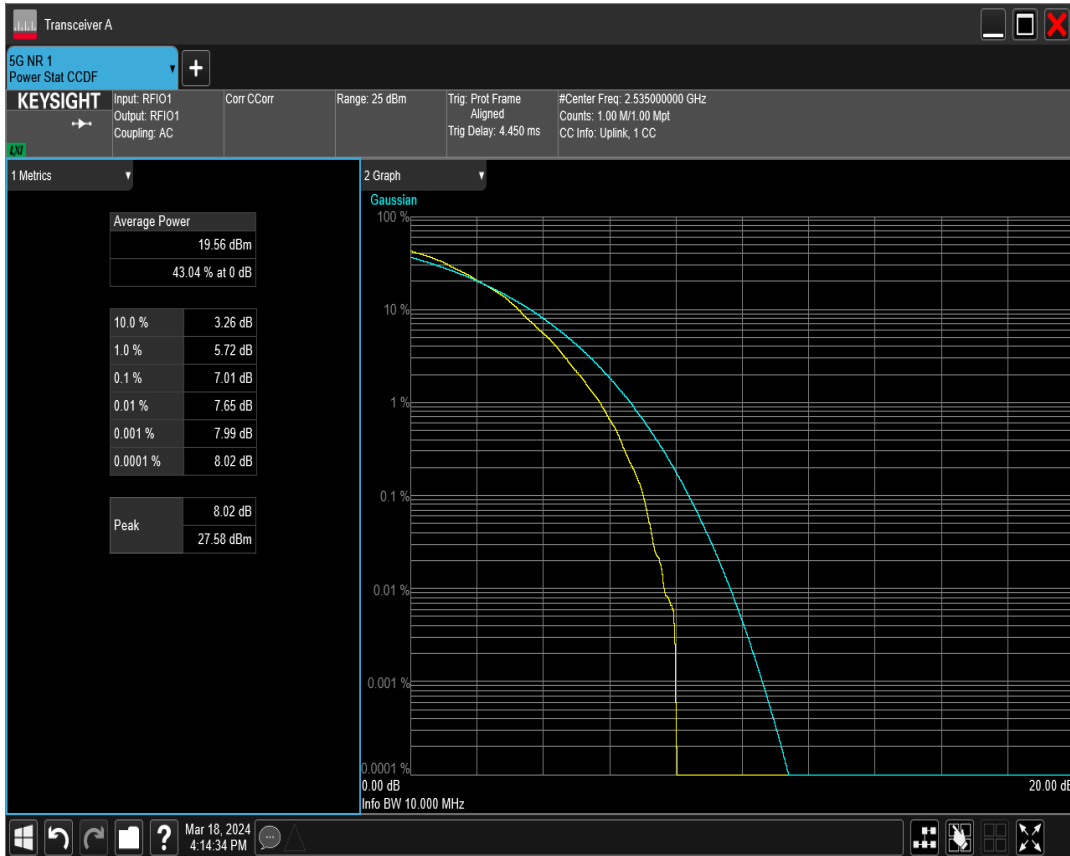 Transceiver A
5G NR 1
Power Stat CCDF
+
KEYSIGHT
LXI
Input: RFIO1
Output: RFIO1
Coupling: AC
Corr CCorr
Range: 25 dBm
Trig: Prot Frame
Aligned
Trig Delay: 4.450 ms
#Center Freq: 2.535000000 GHz
Counts: 1.00 M/1.00 Mpt
CC Info: Uplink, 1 CC
1 Metrics
Average Power
19.56 dBm
43.04 % at 0 dB
10.0 % 3.26 dB
1.0 % 5.72 dB
0.1 % 7.01 dB
0.01 % 7.65 dB
0.001 % 7.99 dB
0.0001 % 8.02 dB
Peak
8.02 dB
27.58 dBm
2 Graph
Gaussian
100 %
10 %
1 %
0.1 %
0.01 %
0.001 %
0.0001 %
0.00 dB 20.00 dB
Info BW 10.000 MHz
?
Mar 18, 2024
4:14:34 PM